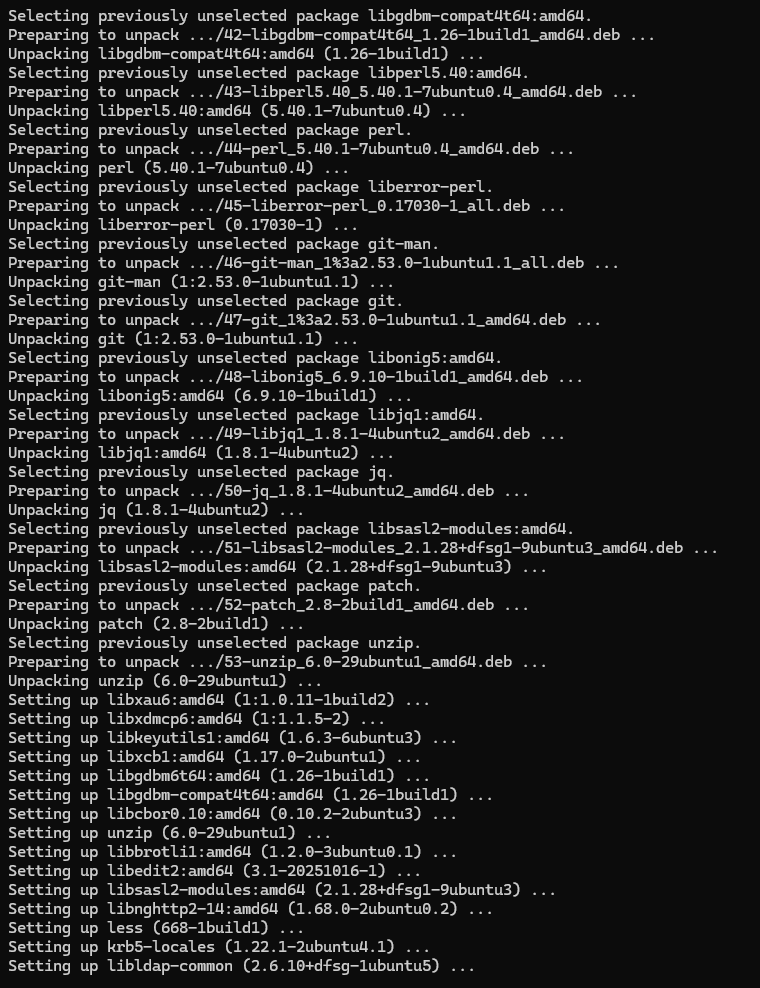 Selecting previously unselected package libgdbm-compat4t64:amd64.
Preparing to unpack .../42-libgdbm-compat4t64_1.26-1build1_amd64.deb ...
Unpacking libgdbm-compat4t64:amd64 (1.26-1build1) ...
Selecting previously unselected package libperl5.40:amd64.
Preparing to unpack .../43-libperl5.40_5.40.1-7ubuntu0.4_amd64.deb ...
Unpacking libperl5.40:amd64 (5.40.1-7ubuntu0.4) ...
Selecting previously unselected package perl.
Preparing to unpack .../44-perl_5.40.1-7ubuntu0.4_amd64.deb ...
Unpacking perl (5.40.1-7ubuntu0.4) ...
Selecting previously unselected package liberror-perl.
Preparing to unpack .../45-liberror-perl_0.17030-1_all.deb ...
Unpacking liberror-perl (0.17030-1) ...
Selecting previously unselected package git-man.
Preparing to unpack .../46-git-man_1%3a2.53.0-1ubuntu1.1_all.deb ...
Unpacking git-man (1:2.53.0-1ubuntu1.1) ...
Selecting previously unselected package git.
Preparing to unpack .../47-git_1%3a2.53.0-1ubuntu1.1_amd64.deb ...
Unpacking git (1:2.53.0-1ubuntu1.1) ...
Selecting previously unselected package libonig5:amd64.
Preparing to unpack .../48-libonig5_6.9.10-1build1_amd64.deb ...
Unpacking libonig5:amd64 (6.9.10-1build1) ...
Selecting previously unselected package libjq1:amd64.
Preparing to unpack .../49-libjq1_1.8.1-4ubuntu2_amd64.deb ...
Unpacking libjq1:amd64 (1.8.1-4ubuntu2) ...
Selecting previously unselected package jq.
Preparing to unpack .../50-jq_1.8.1-4ubuntu2_amd64.deb ...
Unpacking jq (1.8.1-4ubuntu2) ...
Selecting previously unselected package libsasl2-modules:amd64.
Preparing to unpack .../51-libsasl2-modules_2.1.28+dfsg1-9ubuntu3_amd64.deb ...
Unpacking libsasl2-modules:amd64 (2.1.28+dfsg1-9ubuntu3) ...
Selecting previously unselected package patch.
Preparing to unpack .../52-patch_2.8-2build1_amd64.deb ...
Unpacking patch (2.8-2build1) ...
Selecting previously unselected package unzip.
Preparing to unpack .../53-unzip_6.0-29ubuntu1_amd64.deb ...
Unpacking unzip (6.0-29ubuntu1) ...
Setting up libxau6:amd64 (1:1.0.11-1build2) ...
Setting up libxdmcp6:amd64 (1:1.1.5-2) ...
Setting up libkeyutils1:amd64 (1.6.3-6ubuntu3) ...
Setting up libxcb1:amd64 (1.17.0-2ubuntu1) ...
Setting up libgdbm6t64:amd64 (1.26-1build1) ...
Setting up libgdbm-compat4t64:amd64 (1.26-1build1) ...
Setting up libcbor0.10:amd64 (0.10.2-2ubuntu3) ...
Setting up unzip (6.0-29ubuntu1) ...
Setting up libbrotli1:amd64 (1.2.0-3ubuntu0.1) ...
Setting up libedit2:amd64 (3.1-20251016-1) ...
Setting up libsasl2-modules:amd64 (2.1.28+dfsg1-9ubuntu3) ...
Setting up libnghttp2-14:amd64 (1.68.0-2ubuntu0.2) ...
Setting up less (668-1build1) ...
Setting up krb5-locales (1.22.1-2ubuntu4.1) ...
Setting up libldap-common (2.6.10+dfsg-1ubuntu5) ...